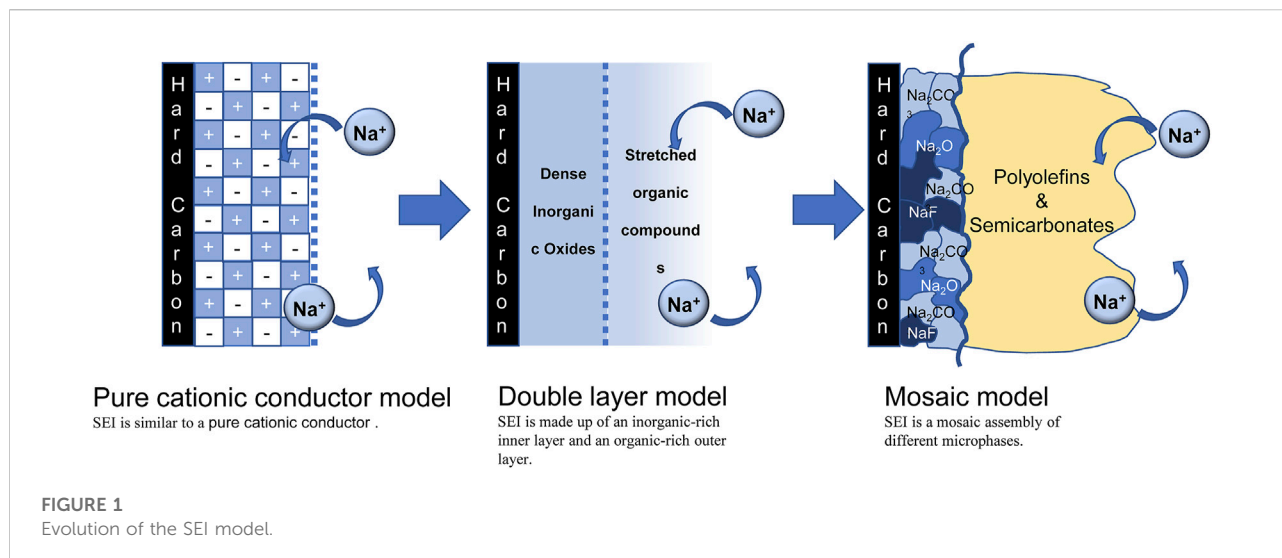 Hard Carbon
+ - + -
- + - +
+ - + -
- + - +
+ - + -
- + - +
+ - + -
- + - +
+ - + -
- + - +
Na⁺
Na⁺
Hard Carbon
Dense
Inorgani
c Oxides
Stretched
organic
compound
s
Na⁺
Na⁺
Hard Carbon
Na₂CO
3
Na₂O
Na₂CO
NaF
Na₂CO
3
Na₂O
Na₂CO
NaF
Polyolefins
&
Semicarbonates
Na⁺
Na⁺
Pure cationic conductor model
SEI is similar to a pure cationic conductor .
Double layer model
SEI is made up of an inorganic-rich
inner layer and an organic-rich outer
layer.
Mosaic model
SEI is a mosaic assembly of
different microphases.
FIGURE 1
Evolution of the SEI model.